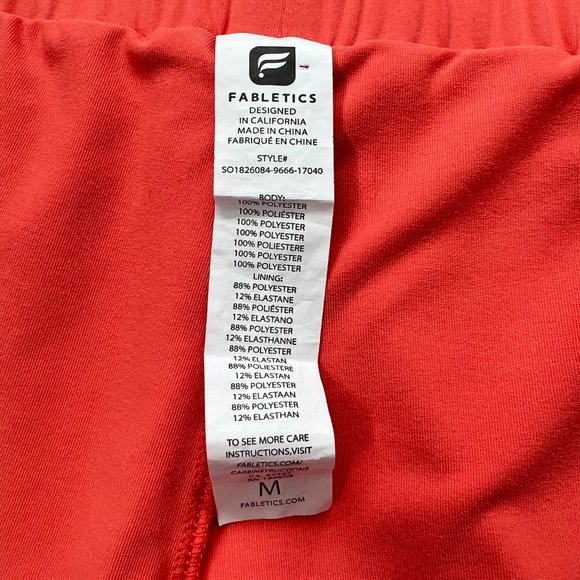 FABLETICS
DESIGNED
IN CALIFORNIA
MADE IN CHINA
FABRIQUÉ EN CHINE
STYLE#
SO1826084-9666-17040
BODY:
100% POLYESTER
100% POLIÉSTER
100% POLYESTER
100% POLYESTER
100% POLIESTERE
100% POLYESTER
100% POLYESTER
LINING:
88% POLYESTER
12% ELASTANE
88% POLIÉSTER
12% ELASTANO
88% POLYESTER
12% ELASTHANNE
88% POLYESTER
12% ELASTAN
88% POLIESTERE
12% ELASTAN
88% POLYESTER
12% ELASTAAN
88% POLYESTER
12% ELASTHAN
TO SEE MORE CARE
INSTRUCTIONS,VISIT
FABLETICS.COM/
CAREINSTRUCTIONS
M
FABLETICS.COM